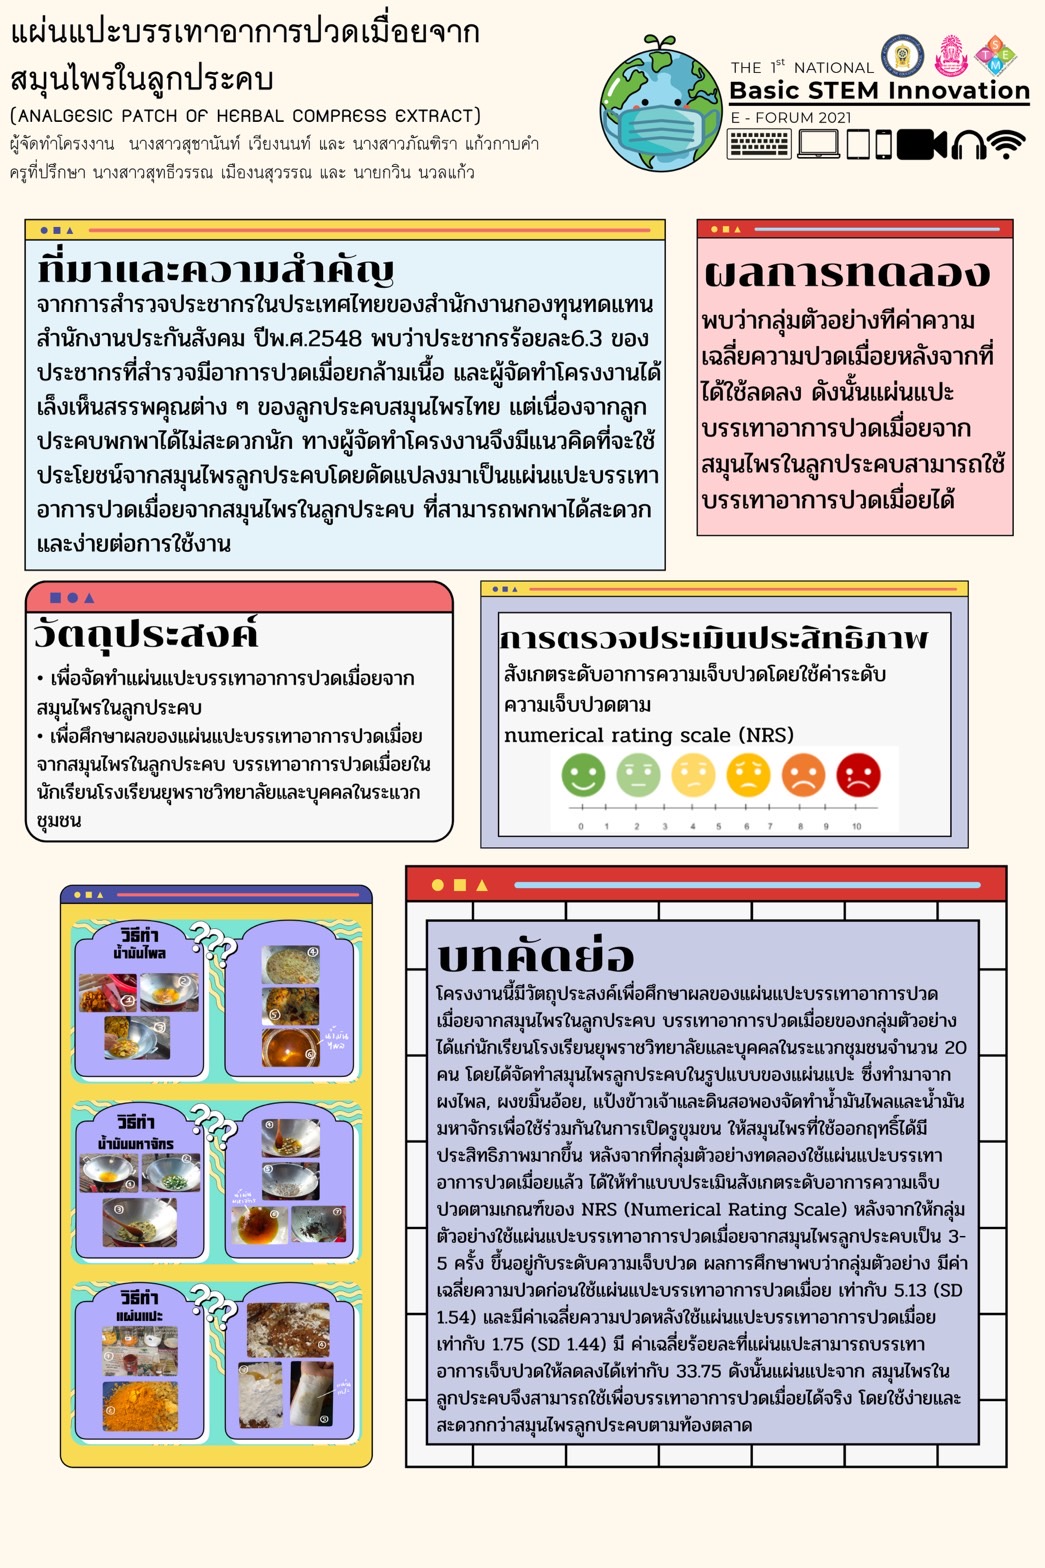 แผ่นแปะบรรเทาอาการปวดเมื่อยจาก
สมุนไพรในลูกประคบ
(ANALGESIC PATCH OF HERBAL COMPRESS EXTRACT)
ผู้จัดทำโครงงาน นางสาวสุชานันท์ เวียงนนท์ และ นางสาวภัณฑิรา แก้วกาบคำ
ครูที่ปรึกษา นางสาวสุทธีวรรณ เมืองนสุวรรณ และ นายกวิน นวลแก้ว
THE 1st NATIONAL
Basic STEM Innovation
E - FORUM 2021
ที่มาและความสำคัญ
จากการสำรวจประชากรในประเทศไทยของสำนักงานกองทุนทดแทน
สำนักงานประกันสังคม ปีพ.ศ.2548 พบว่าประชากรร้อยละ6.3 ของ
ประชากรที่สำรวจมีอาการปวดเมื่อยกล้ามเนื้อ และผู้จัดทำโครงงานได้
เล็งเห็นสรรพคุณต่าง ๆ ของลูกประคบสมุนไพรไทย แต่เนื่องจากลูก
ประคบพกพาได้ไม่สะดวกนัก ทางผู้จัดทำโครงงานจึงมีแนวคิดที่จะใช้
ประโยชน์จากสมุนไพรลูกประคบโดยดัดแปลงมาเป็นแผ่นแปะบรรเทา
อาการปวดเมื่อยจากสมุนไพรในลูกประคบ ที่สามารถพกพาได้สะดวก
และง่ายต่อการใช้งาน
ผลการทดลอง
พบว่ากลุ่มตัวอย่างทีค่าความ
เฉลี่ยความปวดเมื่อยหลังจากที่
ได้ใช้ลดลง ดังนั้นแผ่นแปะ
บรรเทาอาการปวดเมื่อยจาก
สมุนไพรในลูกประคบสามารถใช้
บรรเทาอาการปวดเมื่อยได้
วัตถุประสงค์
• เพื่อจัดทำแผ่นแปะบรรเทาอาการปวดเมื่อยจาก
สมุนไพรในลูกประคบ
• เพื่อศึกษาผลของแผ่นแปะบรรเทาอาการปวดเมื่อย
จากสมุนไพรในลูกประคบ บรรเทาอาการปวดเมื่อยใน
นักเรียนโรงเรียนยุพราชวิทยาลัยและบุคคลในระแวก
ชุมชน
การตรวจประเมินประสิทธิภาพ
สังเกตระดับอาการความเจ็บปวดโดยใช้ค่าระดับ
ความเจ็บปวดตาม
numerical rating scale (NRS)
0 1 2 3 4 5 6 7 8 9 10
วิธีทำ
น้ำมันไพล
???
น้ำมัน
ไพล
วิธีทำ
น้ำมันมหาจักร
???
วิธีทำ
แผ่นแปะ
???
บทคัดย่อ
โครงงานนี้มีวัตถุประสงค์เพื่อศึกษาผลของแผ่นแปะบรรเทาอาการปวด
เมื่อยจากสมุนไพรในลูกประคบ บรรเทาอาการปวดเมื่อยของกลุ่มตัวอย่าง
ได้แก่นักเรียนโรงเรียนยุพราชวิทยาลัยและบุคคลในระแวกชุมชนจำนวน 20
คน โดยได้จัดทำสมุนไพรลูกประคบในรูปแบบของแผ่นแปะ ซึ่งทำมาจาก
ผงไพล, ผงขมิ้นอ้อย, แป้งข้าวเจ้าและดินสอพองจัดทำน้ำมันไพลและน้ำมัน
มหาจักรเพื่อใช้ร่วมกันในการเปิดรูขุมขน ให้สมุนไพรที่ใช้ออกฤทธิ์ได้มี
ประสิทธิภาพมากขึ้น หลังจากที่กลุ่มตัวอย่างทดลองใช้แผ่นแปะบรรเทา
อาการปวดเมื่อยแล้ว ได้ให้ทำแบบประเมินสังเกตระดับอาการความเจ็บ
ปวดตามเกณฑ์ของ NRS (Numerical Rating Scale) หลังจากให้กลุ่ม
ตัวอย่างใช้แผ่นแปะบรรเทาอาการปวดเมื่อยจากสมุนไพรลูกประคบเป็น 3-
5 ครั้ง ขึ้นอยู่กับระดับความเจ็บปวด ผลการศึกษาพบว่ากลุ่มตัวอย่าง มีค่า
เฉลี่ยความปวดก่อนใช้แผ่นแปะบรรเทาอาการปวดเมื่อย เท่ากับ 5.13 (SD
1.54) และมีค่าเฉลี่ยความปวดหลังใช้แผ่นแปะบรรเทาอาการปวดเมื่อย
เท่ากับ 1.75 (SD 1.44) มี ค่าเฉลี่ยร้อยละที่แผ่นแปะสามารถบรรเทา
อาการเจ็บปวดให้ลดลงได้เท่ากับ 33.75 ดังนั้นแผ่นแปะจาก สมุนไพรใน
ลูกประคบจึงสามารถใช้เพื่อบรรเทาอาการปวดเมื่อยได้จริง โดยใช้ง่ายและ
สะดวกกว่าสมุนไพรลูกประคบตามท้องตลาด